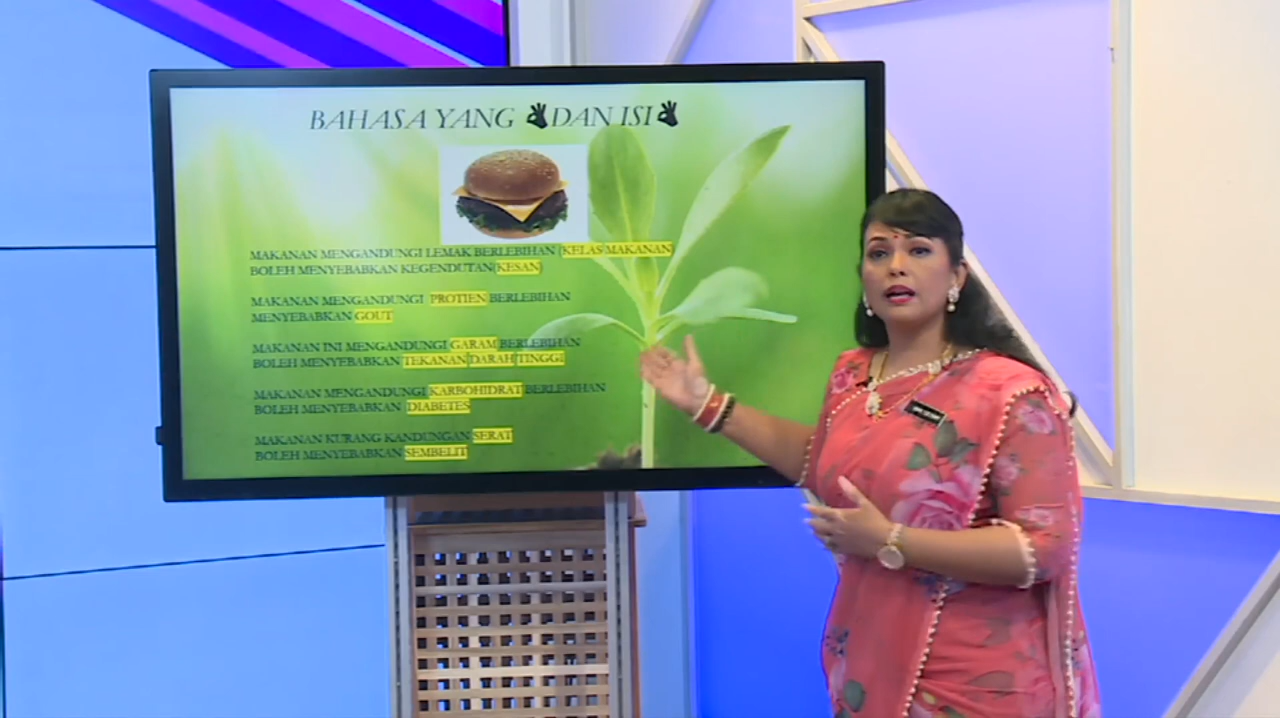 BAHASA YANG 👌DAN ISI👌
MAKANAN MENGANDUNGI LEMAK BERLEBIHAN (KELAS MAKANAN
BOLEH MENYEBABKAN KEGENDUTAN(KESAN)
MAKANAN MENGANDUNGI PROTIEN BERLEBIHAN
MENYEBABKAN GOUT
MAKANAN INI MENGANDUNGI GARAM BERLEBIHAN
BOLEH MENYEBABKAN TEKANAN DARAH TINGGI
MAKANAN MENGANDUNGI KARBOHIDRAT BERLEBIHAN
BOLEH MENYEBABKAN DIABETES
MAKANAN KURANG KANDUNGAN SERAT
BOLEH MENYEBABKAN SEMBELIT